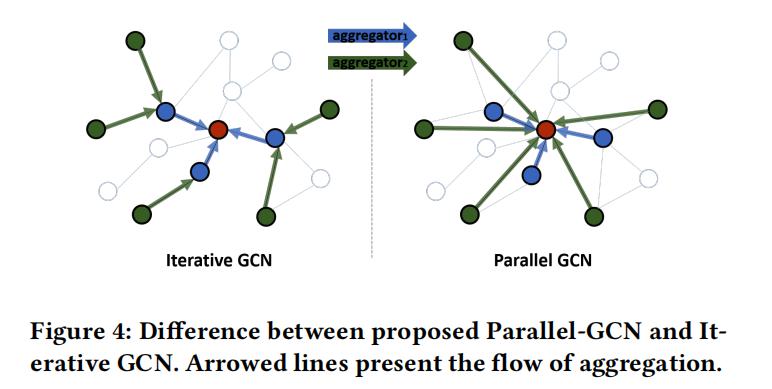 aggregator1
aggregator2
Iterative GCN
Parallel GCN
Figure 4: Difference between proposed Parallel-GCN and It-
erative GCN. Arrowed lines present the flow of aggregation.